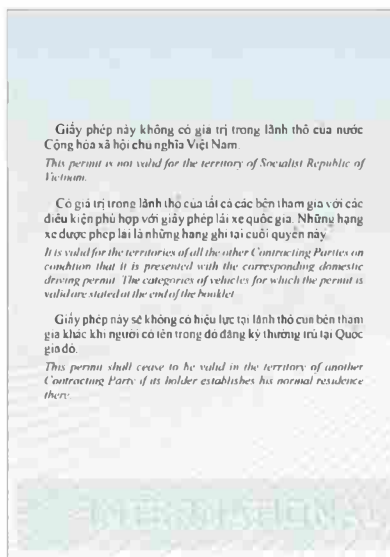 Giấy phép này không có giá trị trong lãnh thổ của nước
Cộng hòa xã hội chủ nghĩa Việt Nam.
This permit is not valid for the territory of Socialist Republic of
Vietnam.
Có giá trị trong lãnh thổ của tất cả các bên tham gia với các
điều kiện phù hợp với giấy phép lái xe quốc gia. Những hạng
xe được phép lái là những hạng ghi tại cuối quyển này.
It is valid for the territories of all the other Contracting Parties on
condition that it is presented with the corresponding domestic
driving permit. The categories of vehicles for which the permit is
valid are stated at the end of the booklet
Giấy phép này sẽ không có hiệu lực tại lãnh thổ của bên tham
gia khác khi người có tên trong đó đăng ký thường trú tại Quốc
gia đó.
This permit shall cease to be valid in the territory of another
Contracting Party if its holder establishes his normal residence
there.